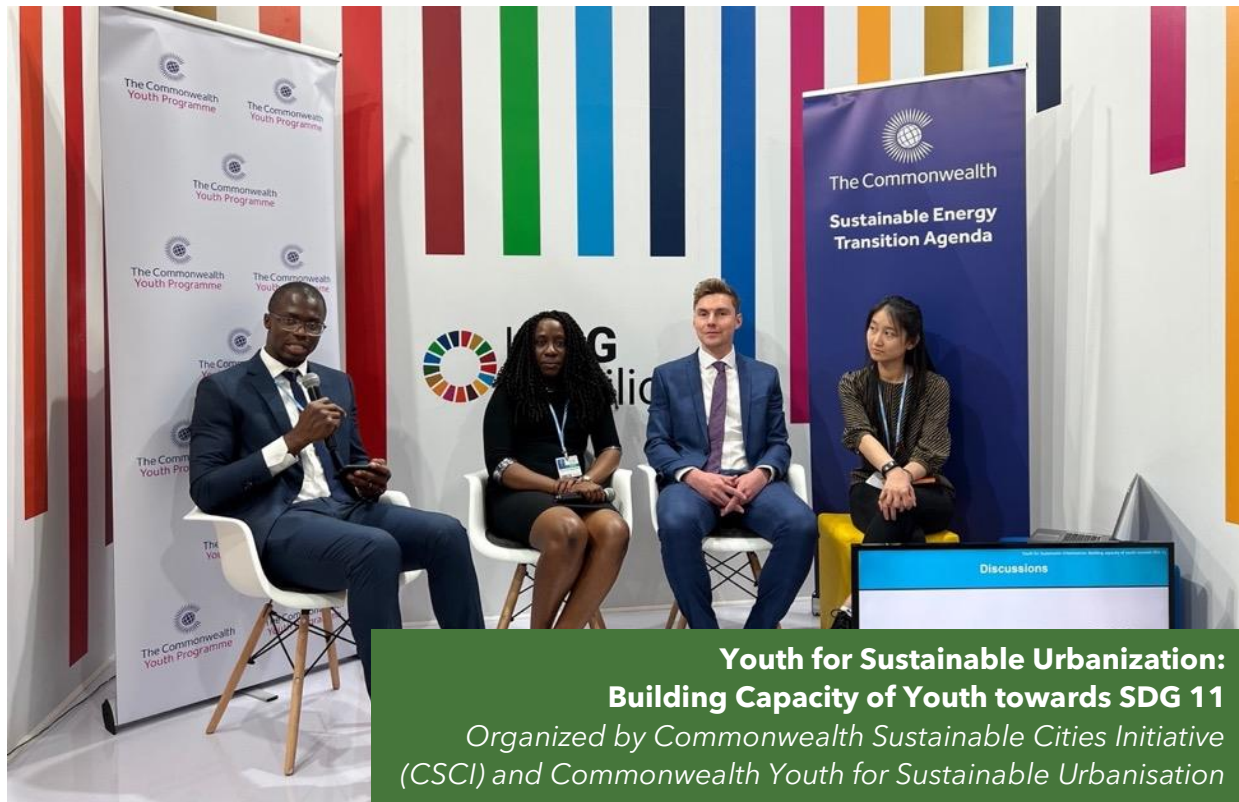 The Commonwealth
Youth Programme
The Commonwealth
Youth Programme
The Commonwealth
Youth Programme
The Commonwealth
Youth Programme
The Commonwealth
The Commonwealth
Youth Programme
The Commonwealth
Sustainable Energy
Transition Agenda
Discussions
Youth for Sustainable Urbanization:
Building Capacity of Youth towards SDG 11
Organized by Commonwealth Sustainable Cities Initiative
(CSCI) and Commonwealth Youth for Sustainable Urbanisation